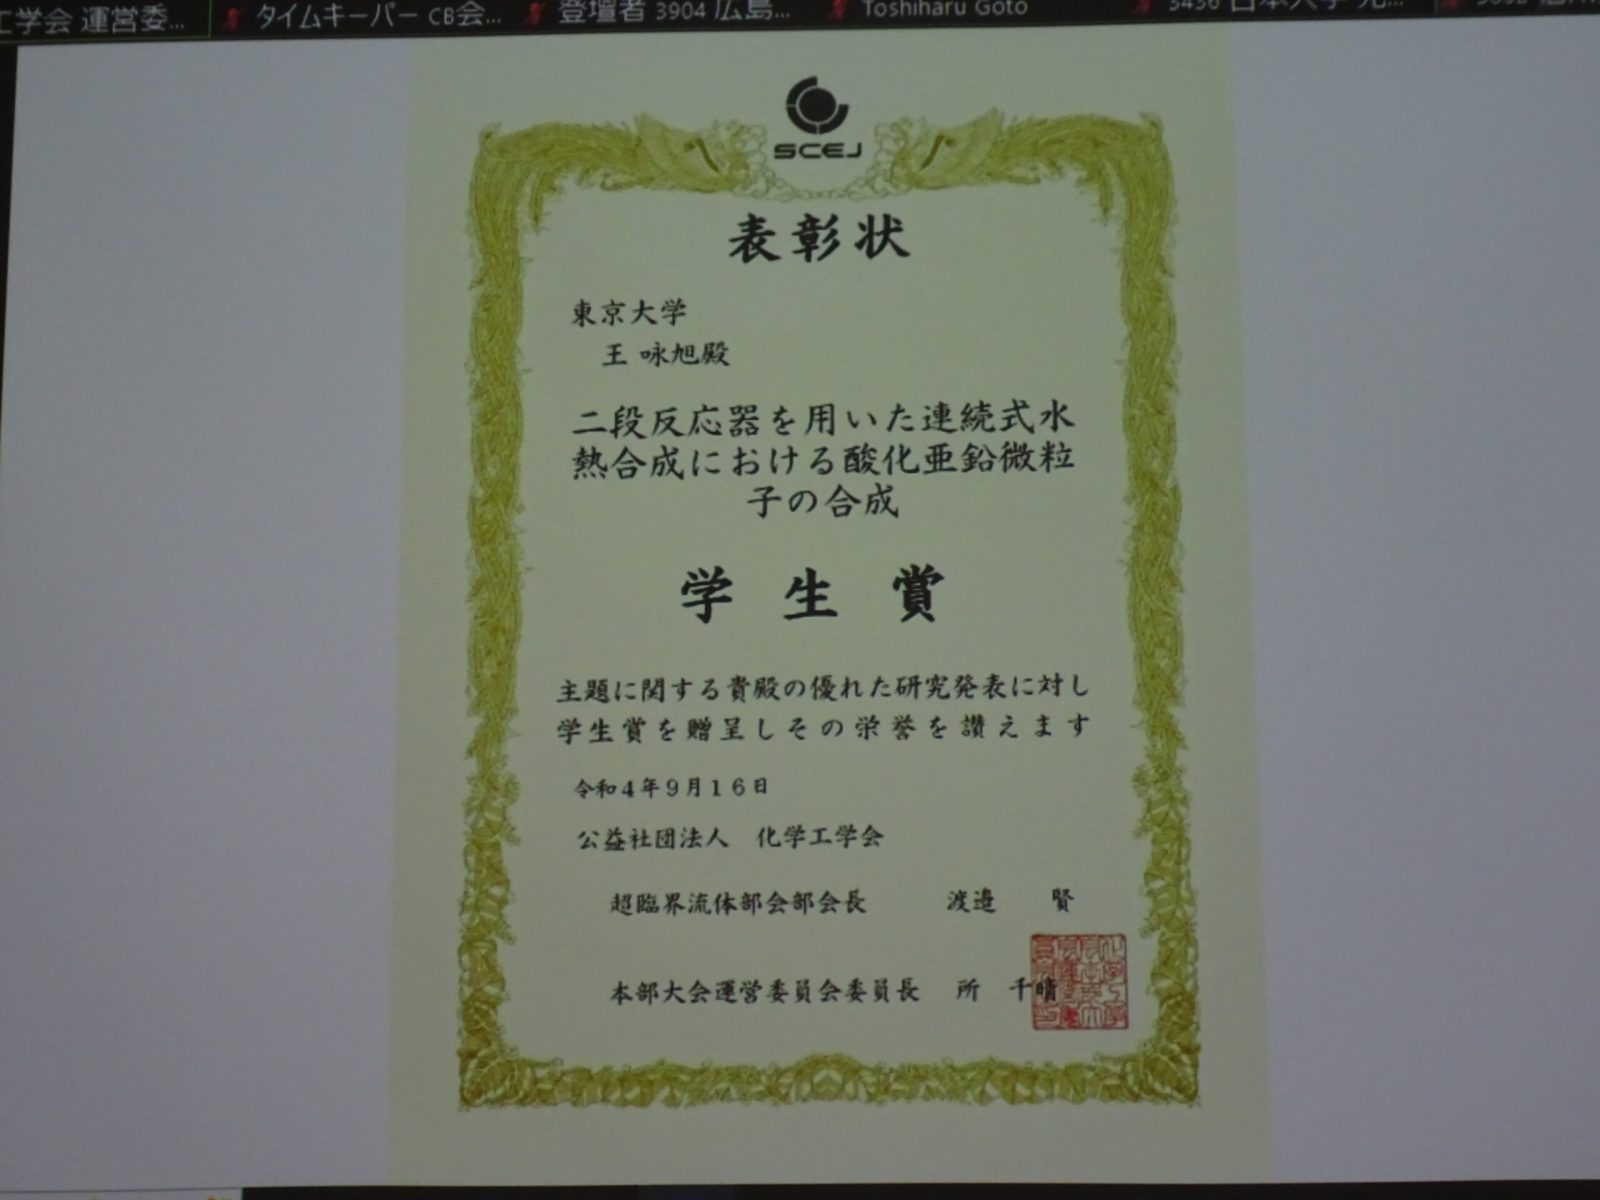 工学会 運営委...
タイムキーパー CB会...
登壇者 3904 広島...
Toshiharu Goto
SCEJ
表彰状
東京大学
王 咏旭殿
二段反応器を用いた連続式水
熱合成における酸化亜鉛微粒
子の合成
学生賞
主題に関する貴殿の優れた研究発表に対し
学生賞を贈呈しその栄誉を讃えます
令和4年9月16日
公益社団法人 化学工学会
超臨界流体部会部会長 渡邉 賢
本部大会運営委員会委員長 所 千晴